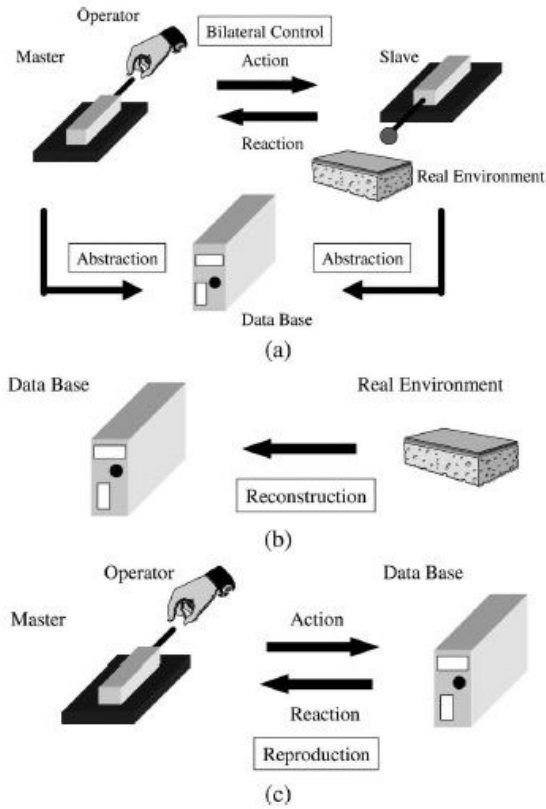 Operator
Bilateral Control
Master
Action
Slave
Reaction
Real Environment
Abstraction
Abstraction
Data Base
(a)
Data Base
Real Environment
Reconstruction
(b)
Operator
Data Base
Master
Action
Reaction
Reproduction
(c)